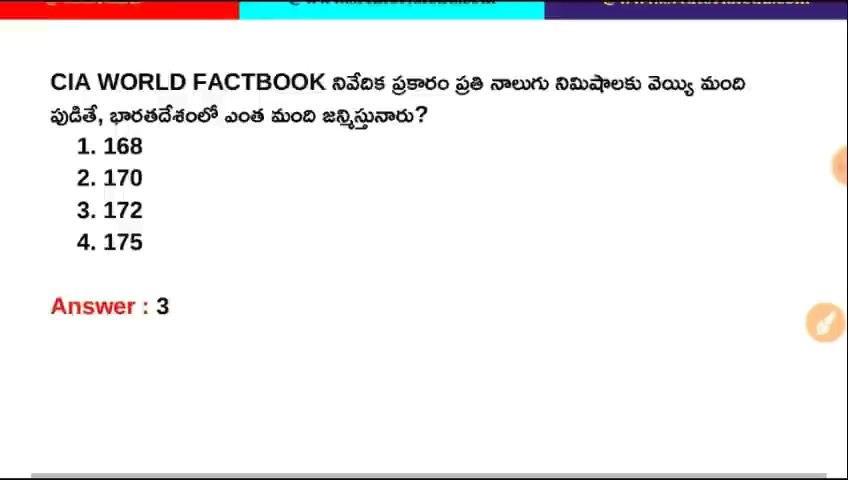 CIA WORLD FACTBOOK నివేదిక ప్రకారం ప్రతి నాలుగు నిమిషాలకు వెయ్యి మంది
పుడితే, భారతదేశంలో ఎంత మంది జన్మిస్తునారు?
1. 168
2. 170
3. 172
4. 175
Answer : 3